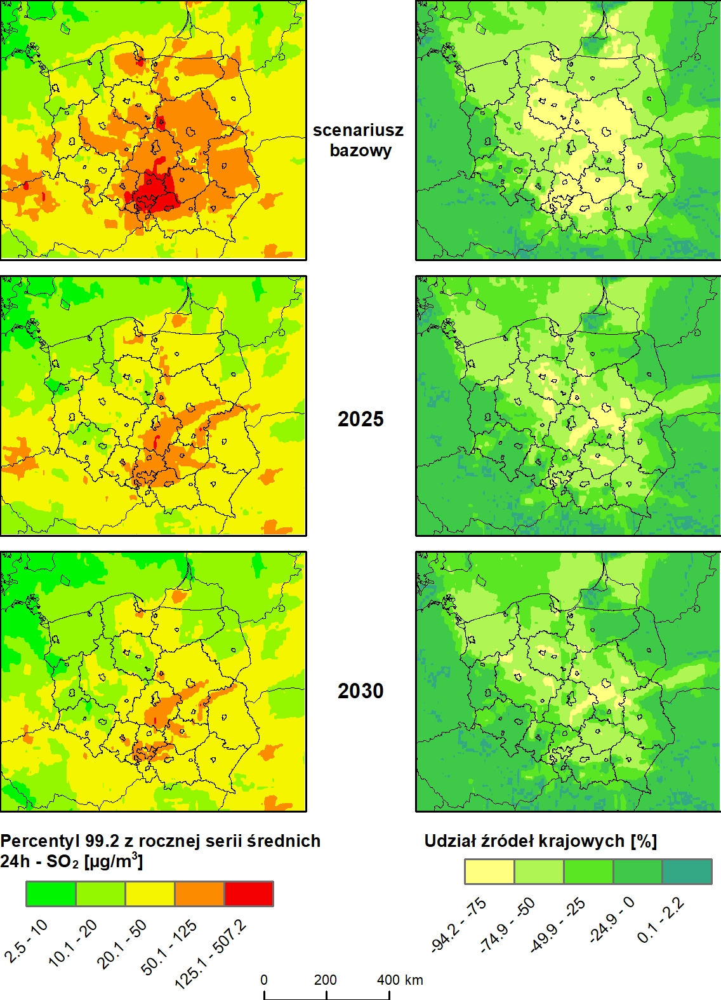 scenariusz
bazowy
2025
2030
Percentyl 99.2 z rocznej serii średnich
24h - SO₂ [µg/m³]
2.5 - 10
10.1 - 20
20.1 - 50
50.1 - 125
125.1 - 507.2
Udział źródeł krajowych [%]
-94.2 - -75
-74.9 - -50
-49.9 - -25
-24.9 - 0
0.1 - 2.2
0 200 400 km